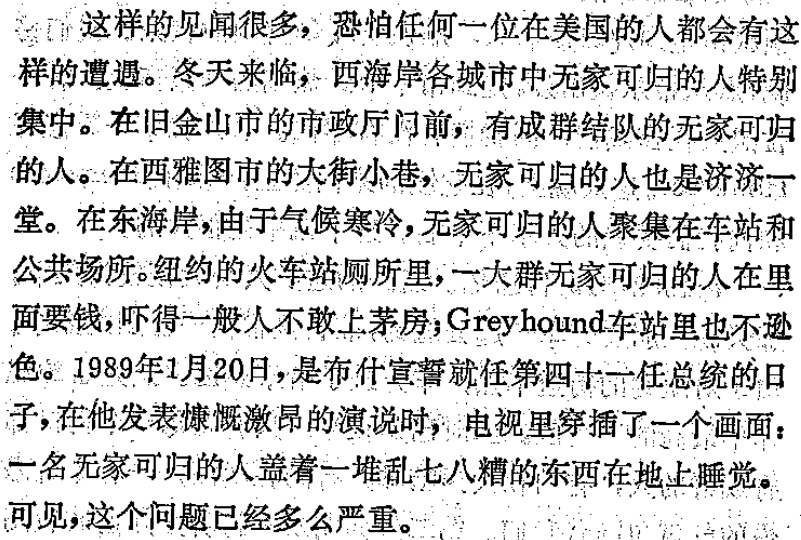 这样的见闻很多，恐怕任何一位在美国的人都会有这
样的遭遇。冬天来临，西海岸各城市中无家可归的人特别
集中。在旧金山市的市政厅门前，有成群结队的无家可归
的人。在西雅图市的大街小巷，无家可归的人也是济济一
堂。在东海岸，由于气候寒冷，无家可归的人聚集在车站和
公共场所。纽约的火车站厕所里，一大群无家可归的人在里
面要钱，吓得一般人不敢上茅房；Greyhound车站里也不逊
色。1989年1月20日，是布什宣誓就任第四十一任总统的日
子，在他发表慷慨激昂的演说时，电视里穿插了一个画面：
一名无家可归的人盖着一堆乱七八糟的东西在地上睡觉。
可见，这个问题已经多么严重。